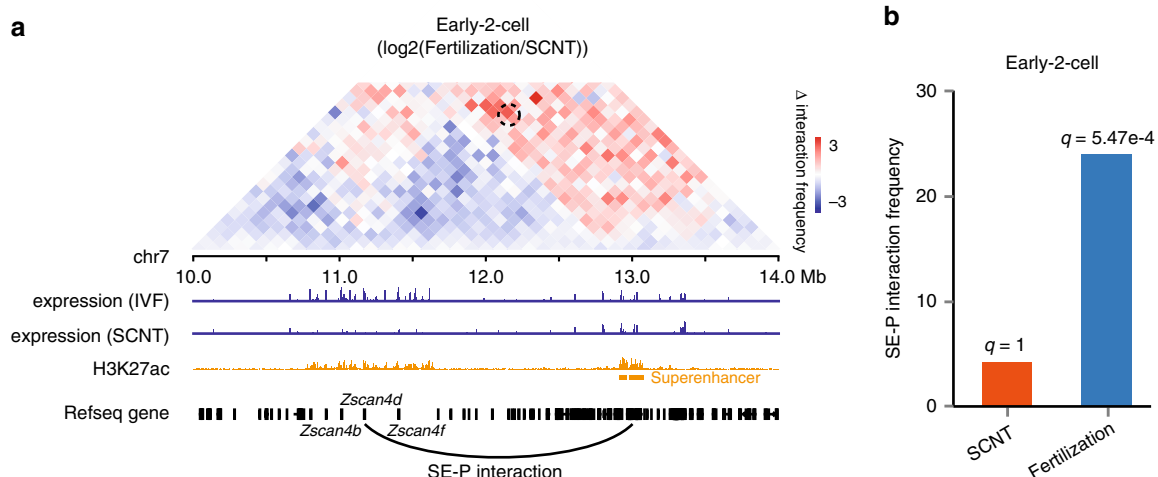 a
Early-2-cell
(log2(Fertilization/SCNT))
Δ interaction frequency
3
−3
chr7
10.0 11.0 12.0 13.0 14.0 Mb
expression (IVF)
expression (SCNT)
H3K27ac
Superenhancer
Refseq gene
Zscan4d
Zscan4b Zscan4f
SE-P interaction
b
Early-2-cell
SE-P interaction frequency
30
20
10
0
q = 1
q = 5.47e-4
SCNT
Fertilization